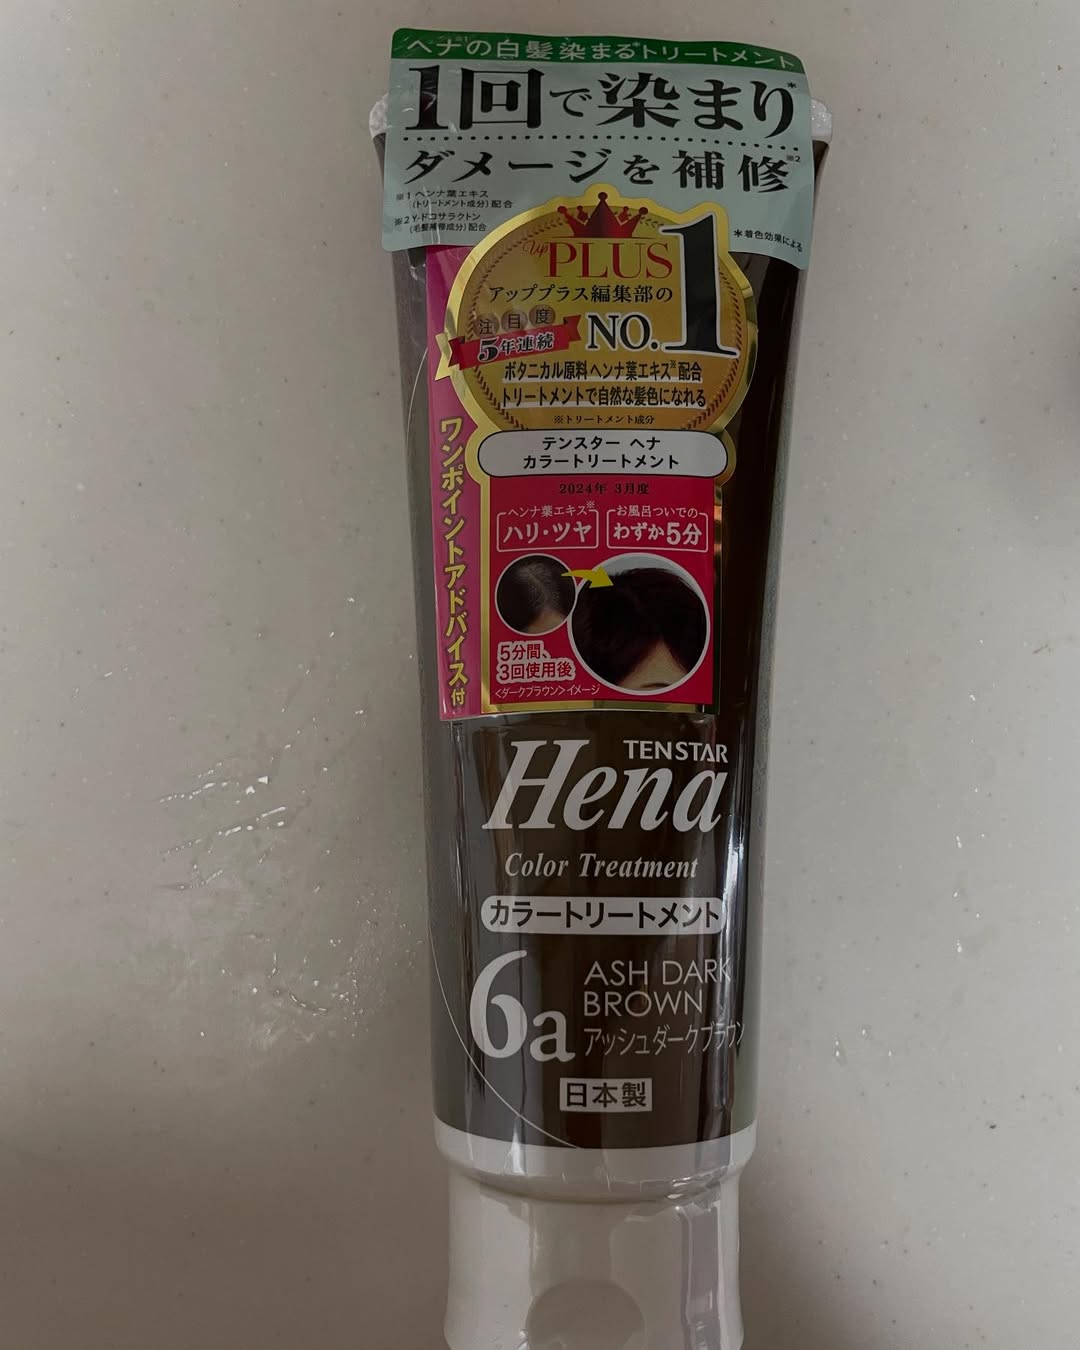 ヘナの※1白髪染まる*トリートメント
1回で染まり*
ダメージを補修※2
※1 ヘンナ葉エキス
(トリートメント成分)配合
※2 Y-ドコサラクトン
(毛髪補修成分)配合
*着色効果による
up PLUS
アッププラス編集部の
注目度
5年連続
NO.1
ボタニカル原料ヘンナ葉エキス※配合
トリートメントで自然な髪色になれる
※トリートメント成分
テンスター ヘナ
カラートリートメント
2024年 3月度
ヘンナ葉エキス※
ハリ・ツヤ
お風呂ついでの
わずか5分
5分間、
3回使用後
<ダークブラウン>イメージ
ワンポイントアドバイス付
TENSTAR
Hena
Color Treatment
カラートリートメント
6a
ASH DARK
BROWN
アッシュダークブラウン
日本製